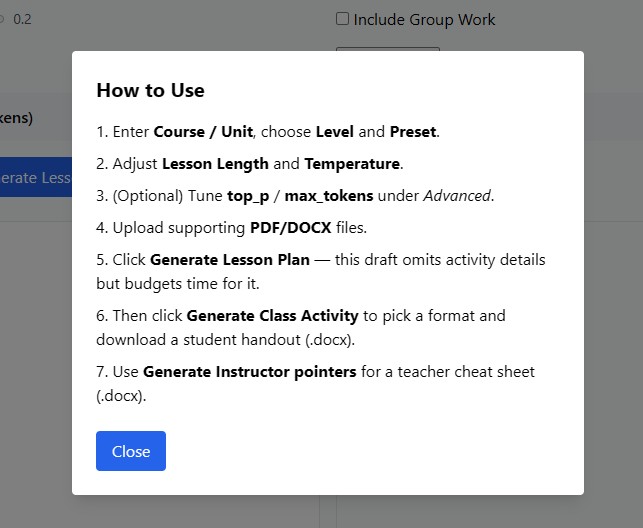 0.2
Include Group Work
How to Use
1. Enter Course / Unit, choose Level and Preset.
2. Adjust Lesson Length and Temperature.
3. (Optional) Tune top_p / max_tokens under Advanced.
kens)
4. Upload supporting PDF/DOCX files.
erate Less
5. Click Generate Lesson Plan — this draft omits activity details
but budgets time for it.
6. Then click Generate Class Activity to pick a format and
download a student handout (.docx).
7. Use Generate Instructor pointers for a teacher cheat sheet
(.docx).
Close